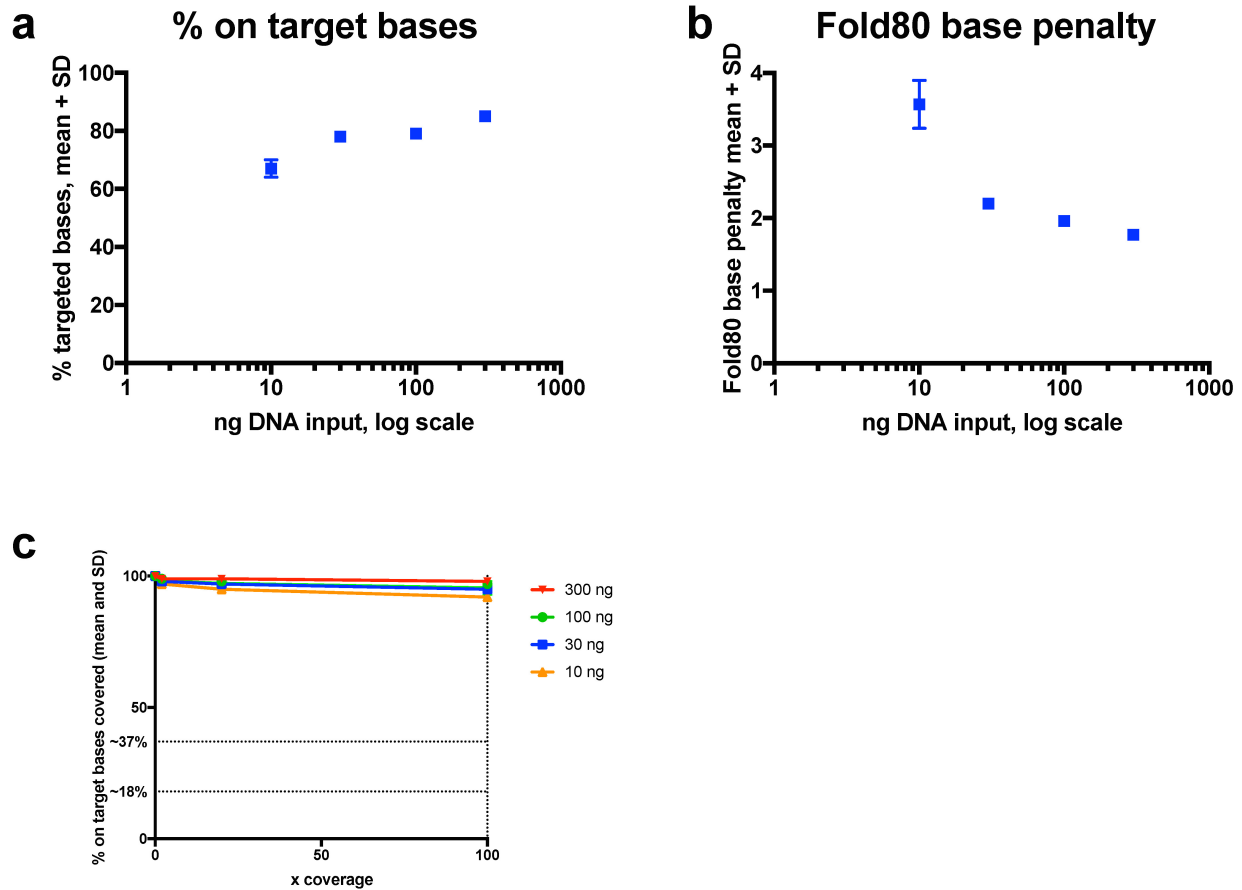 a
% on target bases
% targeted bases, mean + SD
100
80
60
40
20
0
1
10
100
1000
ng DNA input, log scale
b
Fold80 base penalty
Fold80 base penalty mean + SD
4
3
2
1
0
1
10
100
1000
ng DNA input, log scale
c
% on target bases covered (mean and SD)
100
50
~37%
~18%
0
0
50
100
x coverage
300 ng
100 ng
30 ng
10 ng